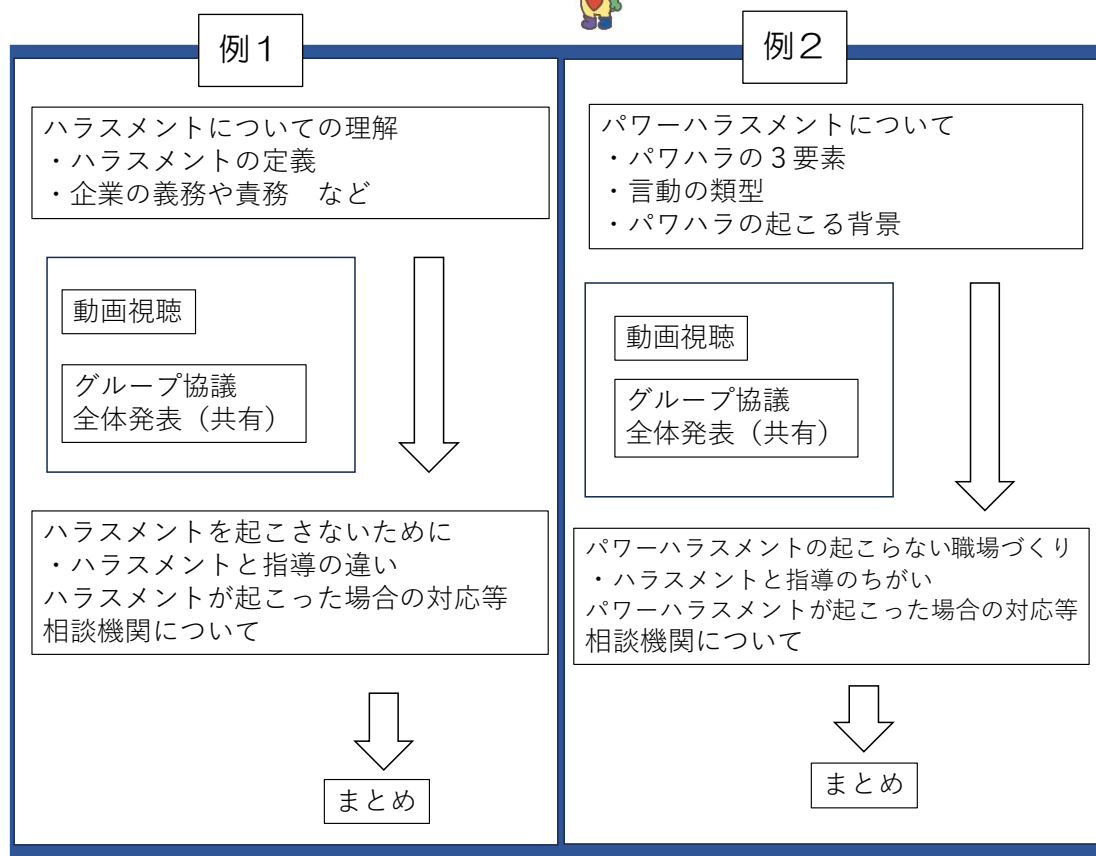 例1
ハラスメントについての理解
・ハラスメントの定義
・企業の義務や責務　など
動画視聴
グループ協議
全体発表（共有）
ハラスメントを起こさないために
・ハラスメントと指導の違い
ハラスメントが起こった場合の対応等
相談機関について
まとめ
例2
パワーハラスメントについて
・パワハラの３要素
・言動の類型
・パワハラの起こる背景
動画視聴
グループ協議
全体発表（共有）
パワーハラスメントの起こらない職場づくり
・ハラスメントと指導のちがい
パワーハラスメントが起こった場合の対応等
相談機関について
まとめ